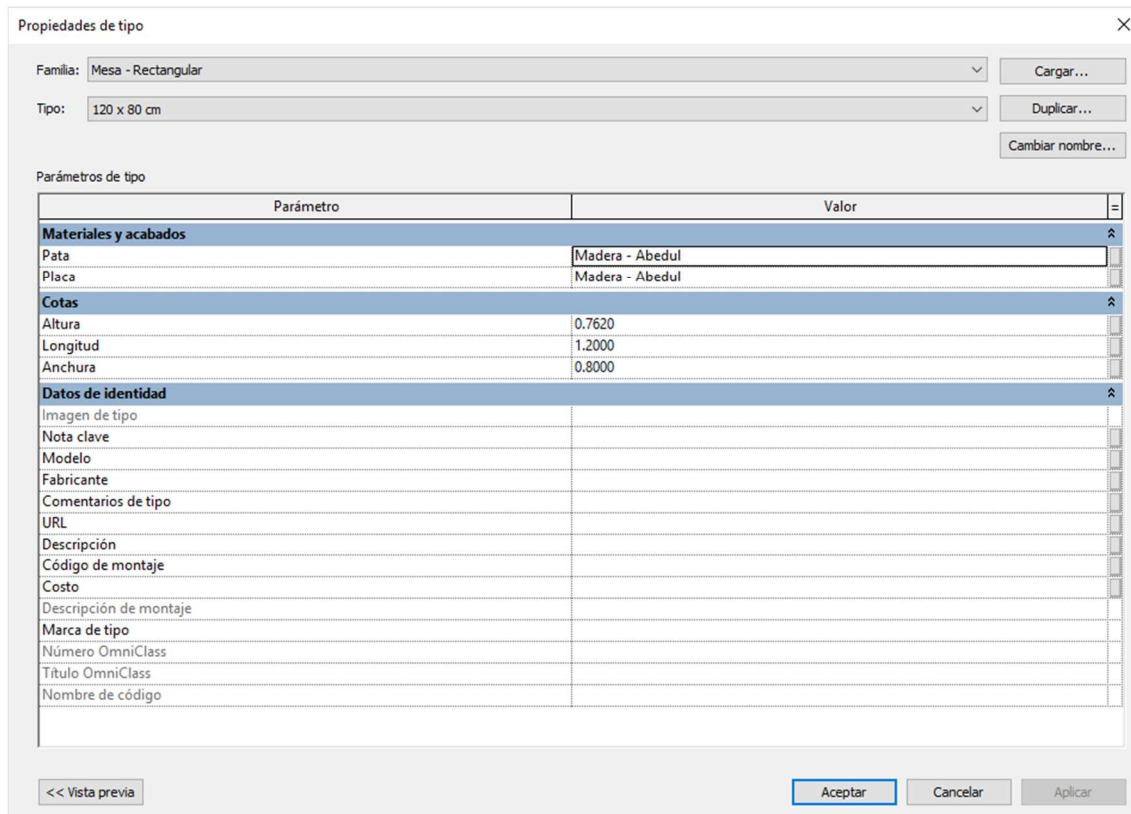 Propiedades de tipo
Familia: Mesa - Rectangular Cargar...
Tipo: 120 x 80 cm Duplicar...
Cambiar nombre...
Parámetros de tipo
Parámetro Valor =
Materiales y acabados
Pata Madera - Abedul
Placa Madera - Abedul
Cotas
Altura 0.7620
Longitud 1.2000
Anchura 0.8000
Datos de identidad
Imagen de tipo
Nota clave
Modelo
Fabricante
Comentarios de tipo
URL
Descripción
Código de montaje
Costo
Descripción de montaje
Marca de tipo
Número OmniClass
Título OmniClass
Nombre de código
<< Vista previa Aceptar Cancelar Aplicar